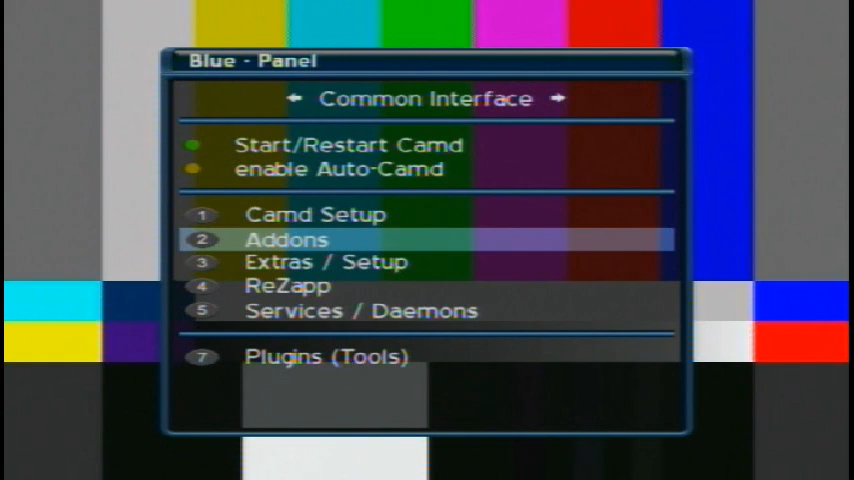 Blue - Panel
Common Interface
Start/Restart Camd
enable Auto-Camd
1 Camd Setup
2 Addons
3 Extras / Setup
4 ReZapp
5 Services / Daemons
7 Plugins (Tools)